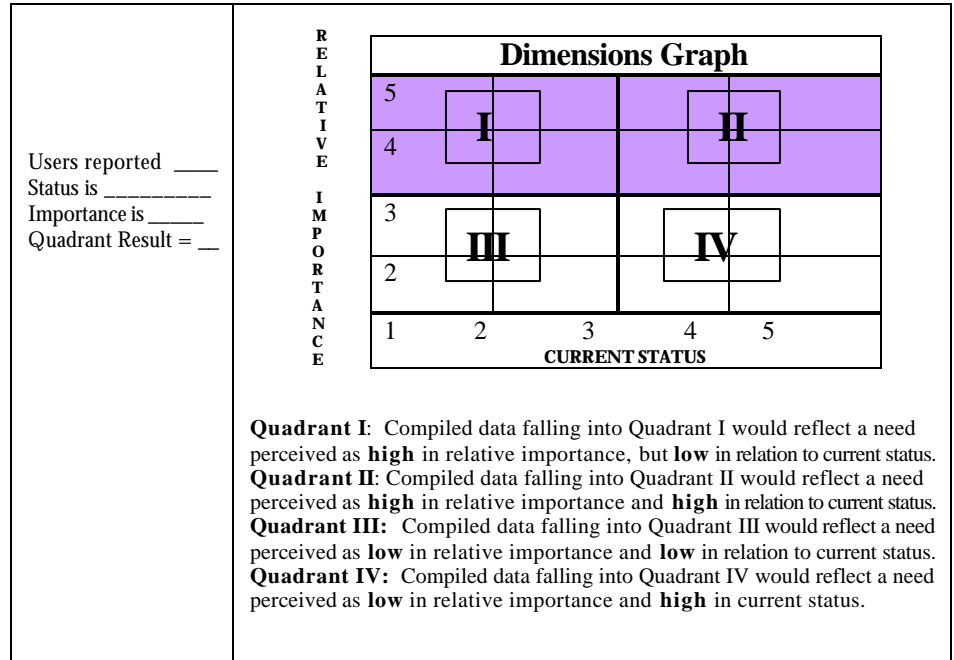 Users reported ____
Status is _________
Importance is _____
Quadrant Result = __
RELATIVE IMPORTANCE
Dimensions Graph
5
I
II
4
3
III
IV
2
1 2 3 4 5
CURRENT STATUS
Quadrant I: Compiled data falling into Quadrant I would reflect a need
perceived as high in relative importance, but low in relation to current status.
Quadrant II: Compiled data falling into Quadrant II would reflect a need
perceived as high in relative importance and high in relation to current status.
Quadrant III: Compiled data falling into Quadrant III would reflect a need
perceived as low in relative importance and low in relation to current status.
Quadrant IV: Compiled data falling into Quadrant IV would reflect a need
perceived as low in relative importance and high in current status.